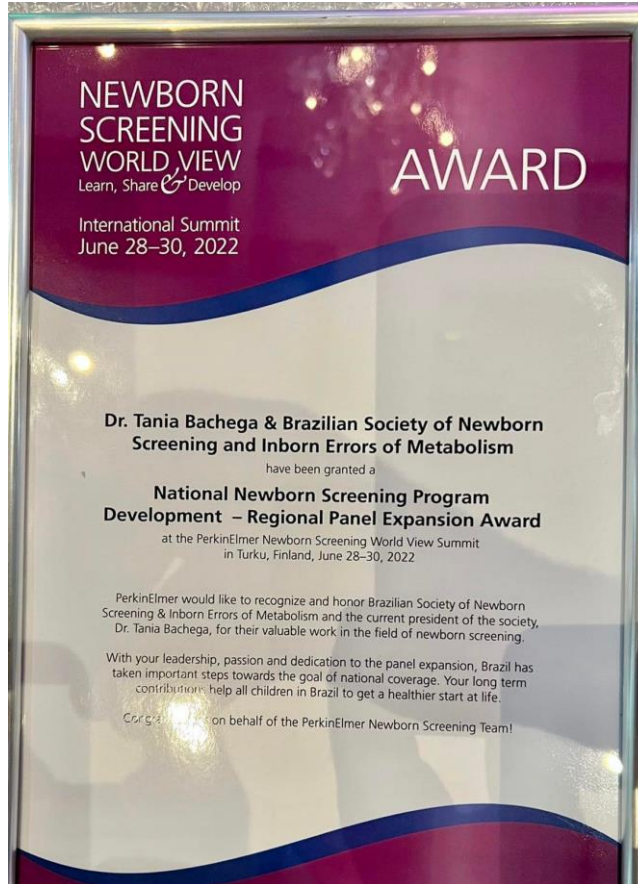 NEWBORN
SCREENING
WORLD VIEW
Learn, Share & Develop
International Summit
June 28–30, 2022
AWARD
Dr. Tania Bachega & Brazilian Society of Newborn
Screening and Inborn Errors of Metabolism
have been granted a
National Newborn Screening Program
Development – Regional Panel Expansion Award
at the PerkinElmer Newborn Screening World View Summit
in Turku, Finland, June 28–30, 2022
PerkinElmer would like to recognize and honor Brazilian Society of Newborn
Screening & Inborn Errors of Metabolism and the current president of the society,
Dr. Tania Bachega, for their valuable work in the field of newborn screening.
With your leadership, passion and dedication to the panel expansion, Brazil has
taken important steps towards the goal of national coverage. Your long term
contributions help all children in Brazil to get a healthier start at life.
on behalf of the PerkinElmer Newborn Screening Team!